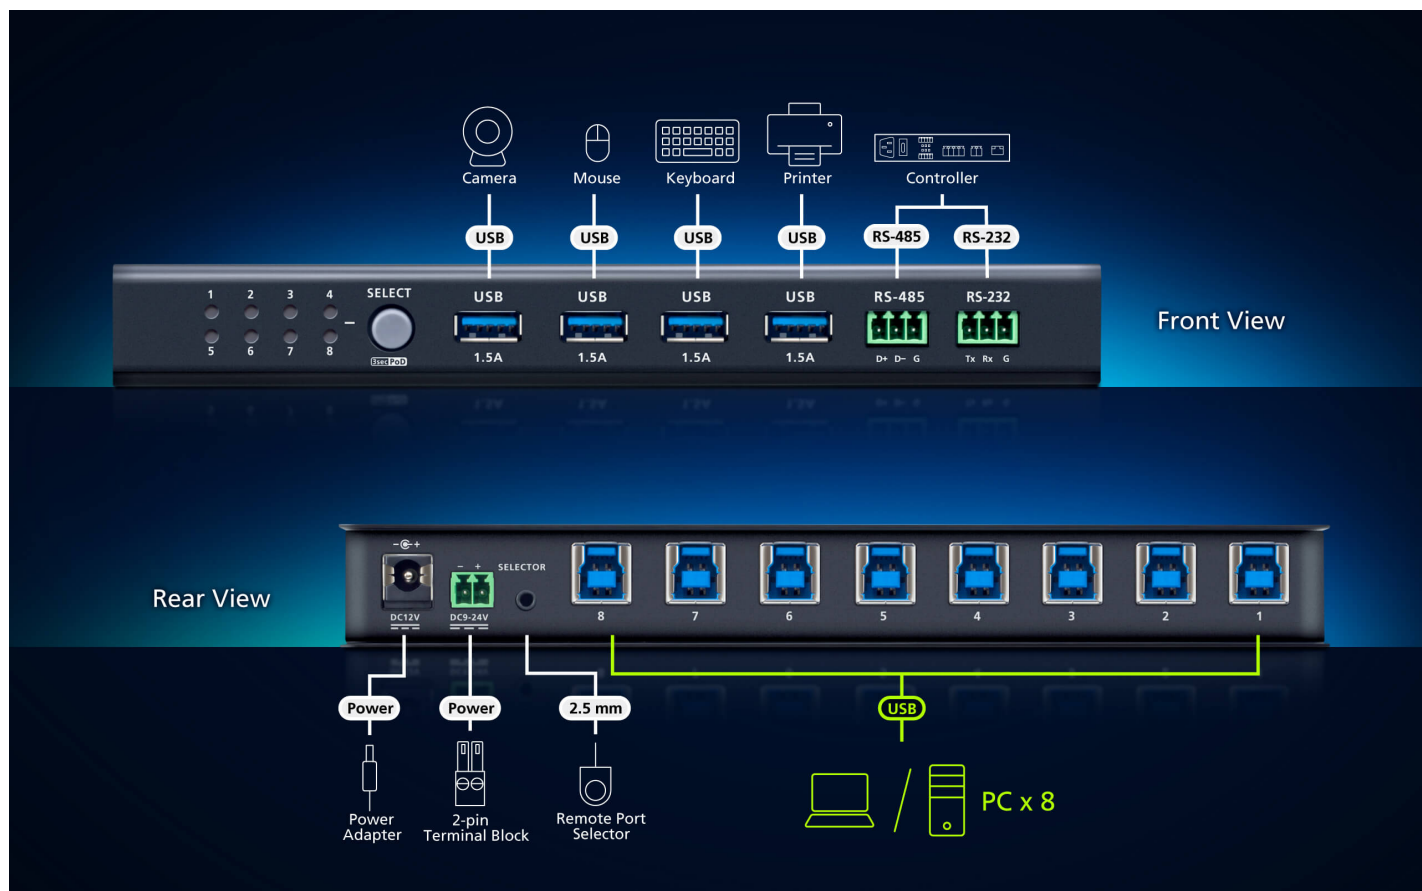 Camera
Mouse
Keyboard
Printer
Controller
USB
USB
USB
USB
RS-485
RS-232
1 2 3 4
5 6 7 8
SELECT
3sec PoD
USB
1.5A
USB
1.5A
USB
1.5A
USB
1.5A
RS-485
D+ D- G
RS-232
Tx Rx G
Front View
Rear View
- +
DC12V
- +
DC9-24V
SELECTOR
8 7 6 5 4 3 2 1
Power
Power
2.5 mm
USB
Power
Adapter
2-pin
Terminal Block
Remote Port
Selector
PC x 8